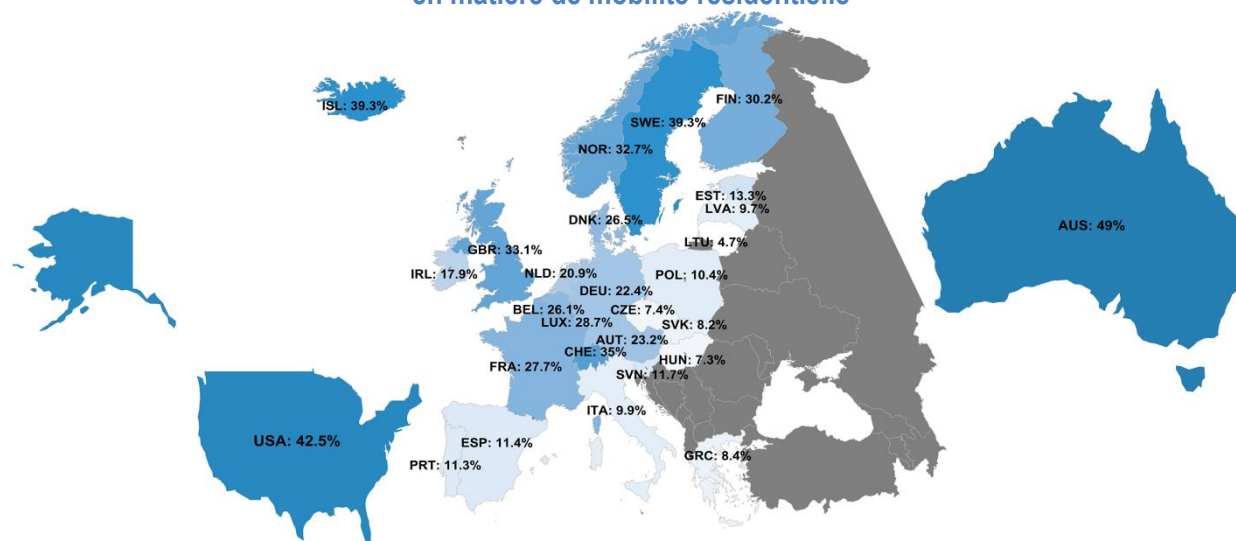 en matière de mobilité résidentielle
ISL: 39.3%
FIN: 30.2%
SWE: 39.3%
NOR: 32.7%
EST: 13.3%
LVA: 9.7%
DNK: 26.5%
AUS: 49%
LTU: 4.7%
GBR: 33.1%
IRL: 17.9%
NLD: 20.9%
POL: 10.4%
DEU: 22.4%
BEL: 26.1%
CZE: 7.4%
LUX: 28.7%
SVK: 8.2%
AUT: 23.2%
CHE: 35%
HUN: 7.3%
FRA: 27.7%
SVN: 11.7%
ITA: 9.9%
USA: 42.5%
ESP: 11.4%
PRT: 11.3%
GRC: 8.4%